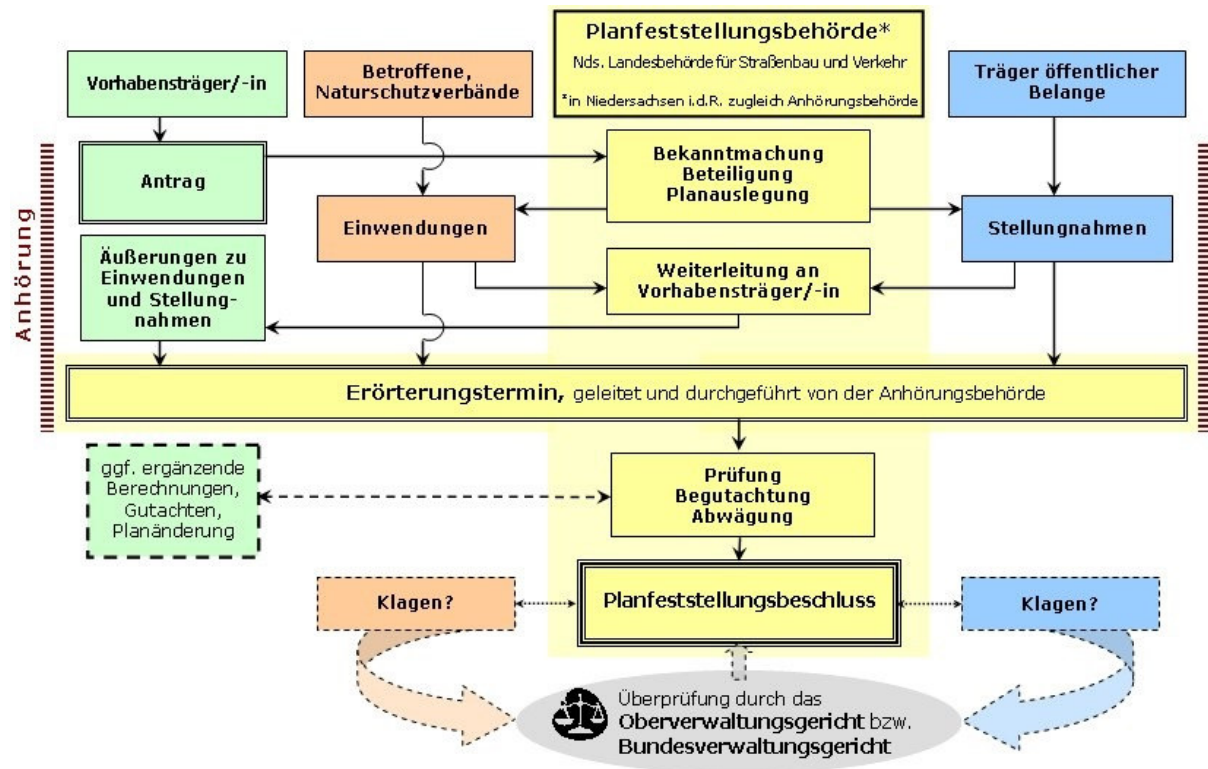 Planfeststellungsbehörde*
Nds. Landesbehörde für Straßenbau und Verkehr
*in Niedersachsen i.d.R. zugleich Anhörungsbehörde
Vorhabensträger/-in
Betroffene,
Naturschutzverbände
Träger öffentlicher
Belange
Anhörung
Antrag
Bekanntmachung
Beteiligung
Planauslegung
Einwendungen
Stellungnahmen
Äußerungen zu
Einwendungen
und Stellung-
nahmen
Weiterleitung an
Vorhabensträger/-in
Erörterungstermin, geleitet und durchgeführt von der Anhörungsbehörde
ggf. ergänzende
Berechnungen,
Gutachten,
Planänderung
Prüfung
Begutachtung
Abwägung
Klagen?
Planfeststellungsbeschluss
Klagen?
Überprüfung durch das
Oberverwaltungsgericht bzw.
Bundesverwaltungsgericht